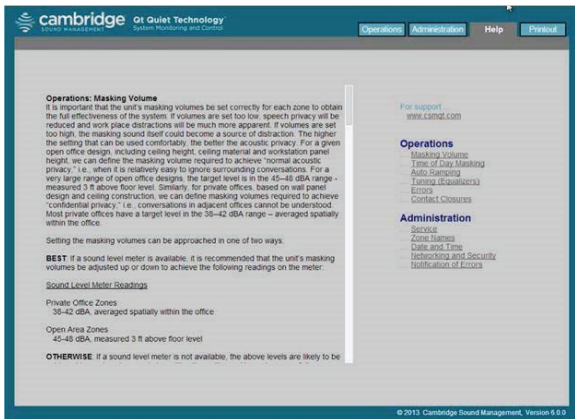 cambridge
SOUND MANAGEMENT
Qt Quiet Technology
System Monitoring and Control
Operations
Administration
Help
Printout
Operations: Masking Volume
It is important that the unit's masking volumes be set correctly for each zone to obtain
the full effectiveness of the system. If volumes are set too low, speech privacy will be
reduced and work place distractions will be much more apparent. If volumes are set
too high, the masking sound itself could become a source of distraction. The higher
the setting that can be used comfortably, the better the acoustic privacy. For a given
open office design, including ceiling height, ceiling material and workstation panel
height, we can define the masking volume required to achieve "normal acoustic
privacy," i.e., when it is relatively easy to ignore surrounding conversations. For a
very large range of open office designs, the target level is in the 45–48 dBA range -
measured 3 ft above floor level. Similarly, for private offices, based on wall panel
design and ceiling construction, we can define masking volumes required to achieve
"confidential privacy," i.e., conversations in adjacent offices cannot be understood.
Most private offices have a target level in the 38–42 dBA range – averaged spatially
within the office.
Setting the masking volumes can be approached in one of two ways:
BEST: If a sound level meter is available, it is recommended that the unit's masking
volumes be adjusted up or down to achieve the following readings on the meter:
Sound Level Meter Readings
Private Office Zones
38-42 dBA, averaged spatially within the office
Open Area Zones
45-48 dBA, measured 3 ft above floor level
OTHERWISE: If a sound level meter is not available, the above levels are likely to be
For support ...
www.csmqt.com
Operations
... Masking Volume
... Time of Day Masking
... Auto Ramping
... Tuning (Equalizers)
... Errors
... Contact Closures
Administration
... Service
... Zone Names
... Date and Time
... Networking and Security
... Notification of Errors
© 2013 Cambridge Sound Management, Version 6.0.0